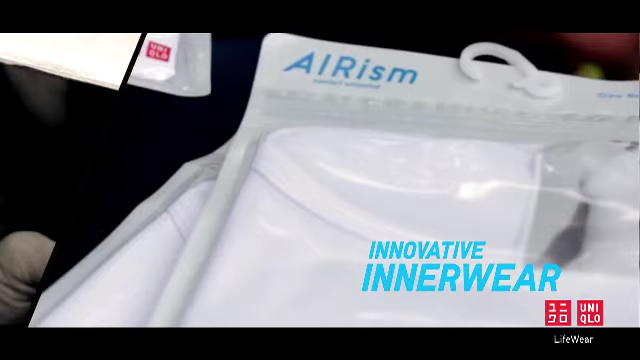 UNI
QLO
AIRism
INNOVATIVE
INNERWEAR
ユニ
クロ
UNI
QLO
LifeWear